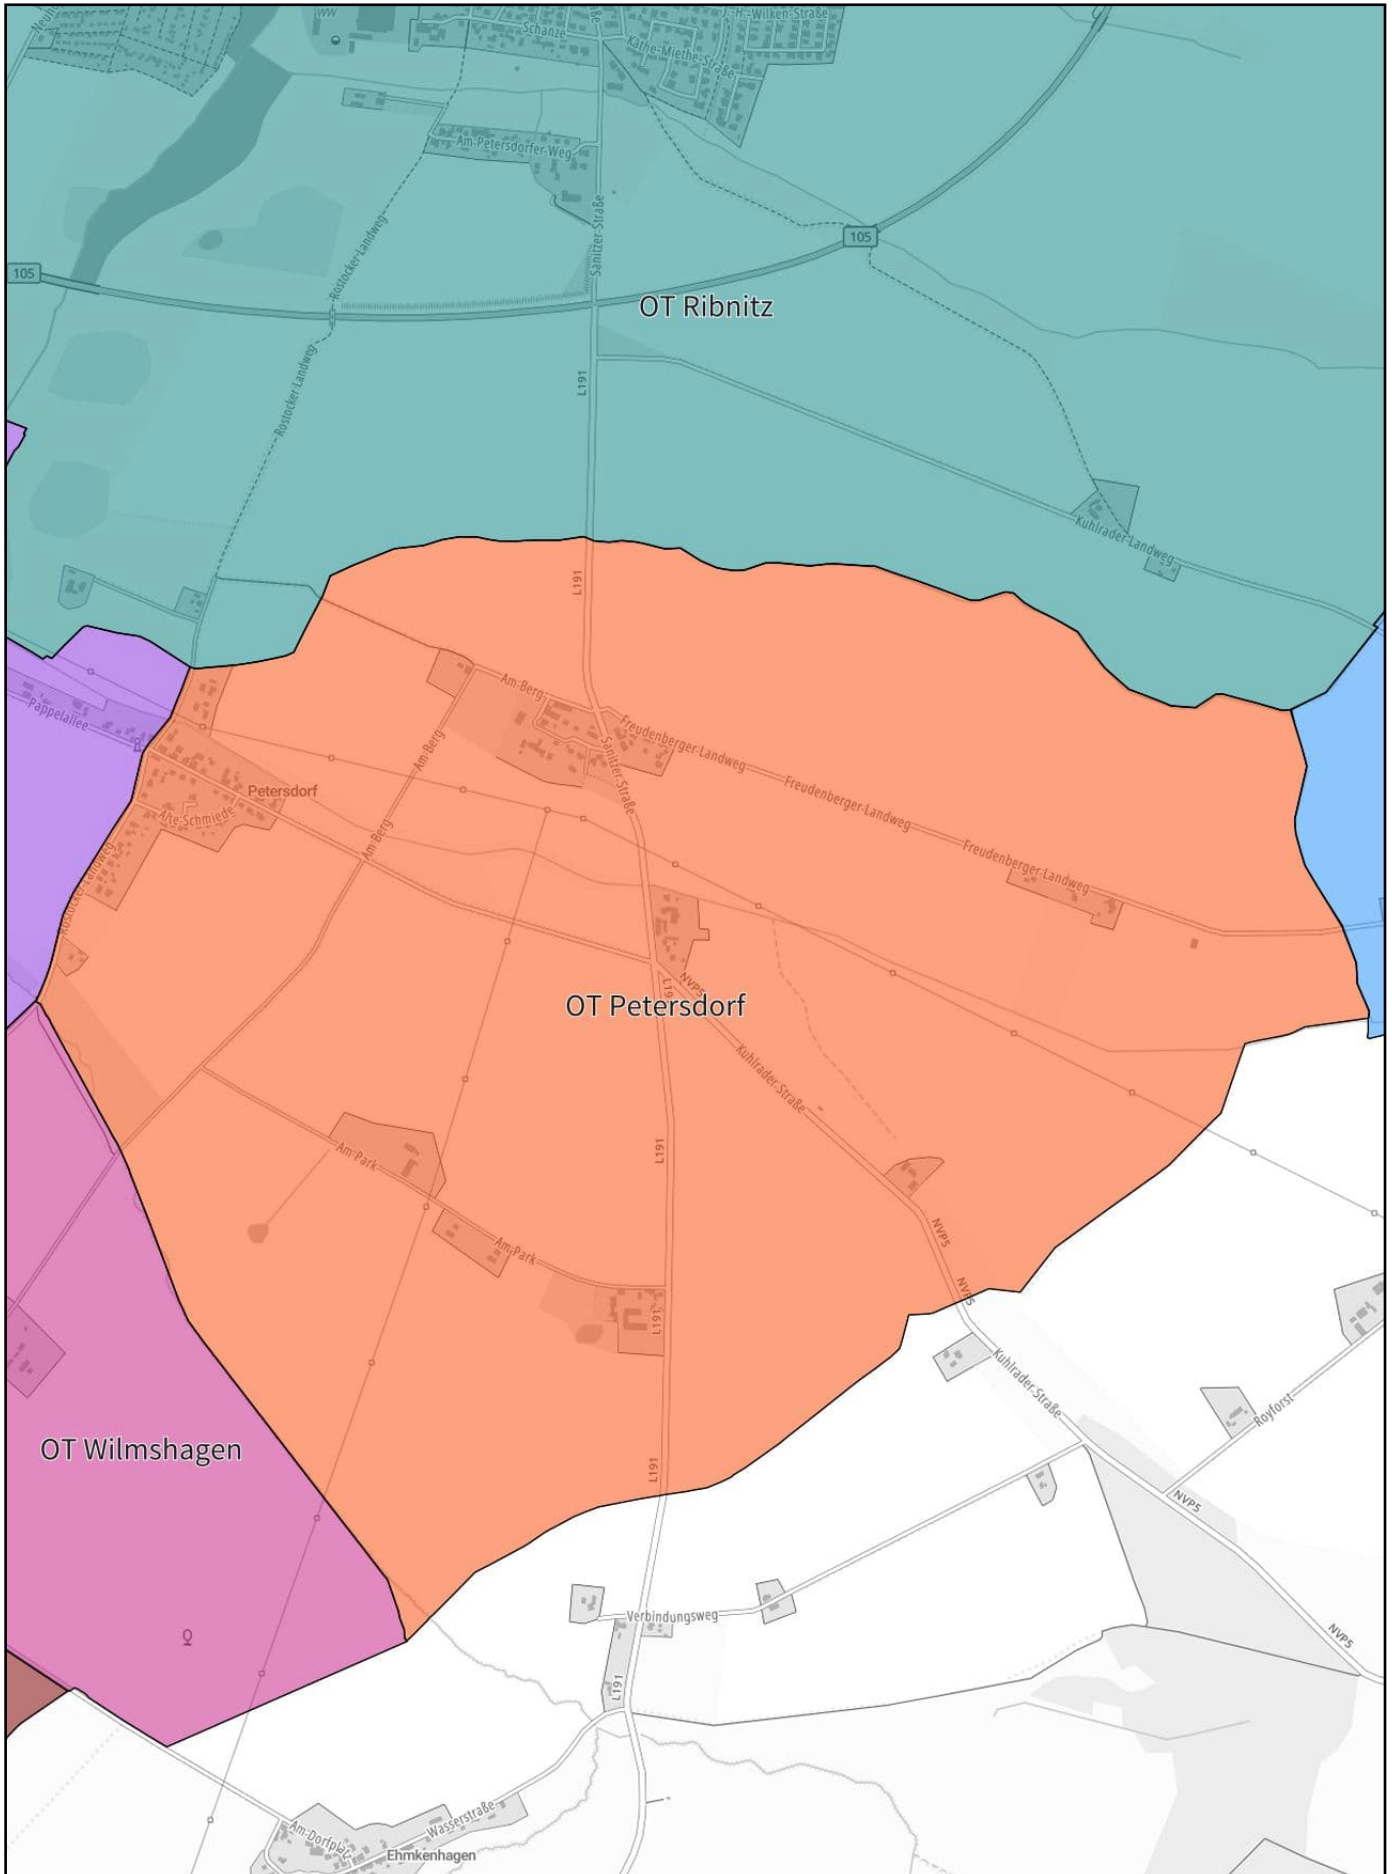 WW
J.-H.-Wilken-Straße
Schanze
Käthe-Miethe-Straße
Am-Petersdorfer-Weg
Sanitzer-Straße
Rostocker-Landweg
105
105
OT Ribnitz
Rostocker-Landweg
L191
Kuhlrader-Landweg
L191
Am-Berg
Pappelallee
Freudenberger-Landweg
Am-Berg
Sanitzer-Straße
Freudenberger-Landweg
Petersdorf
Alte-Schmiede
Am-Berg
Freudenberger-Landweg
Rostocker-Landweg
NVP5
L19
OT Petersdorf
Kuhlrader-Straße
L191
Am-Park
Am-Park
NVP5
NVP5
L191
Kuhlrader-Straße
Royforst
OT Wilmshagen
L191
NVP5
Verbindungsweg
NVP5
L191
Wasserstraße
Am-Dorfplatz
Ehmkenhagen